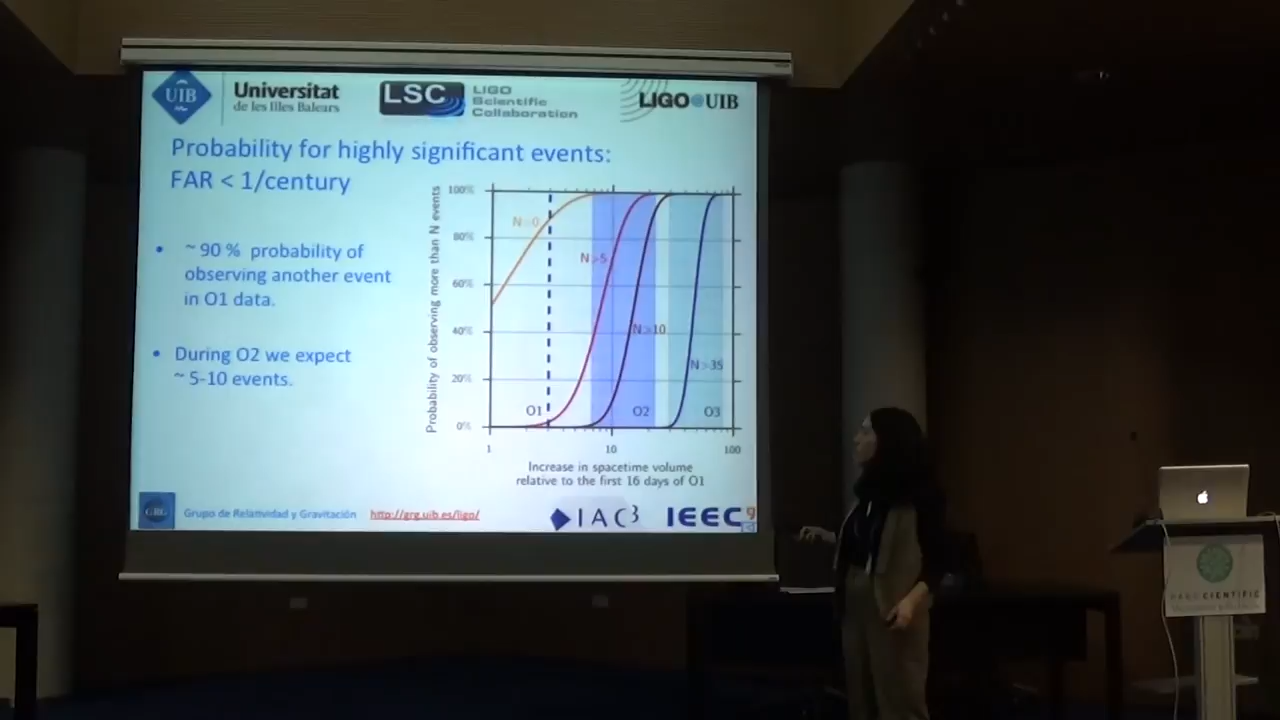 UIB
Universitat
de les Illes Balears
LSC
LIGO
Scientific
Collaboration
LIGO UIB
Probability for highly significant events:
FAR < 1/century
• ~ 90 % probability of
observing another event
in O1 data.
• During O2 we expect
~ 5-10 events.
Probability of observing more than N events
100%
80%
60%
40%
20%
0%
N>0
N>5
N>10
N>35
O1
O2
O3
1
10
100
Increase in spacetime volume
relative to the first 16 days of O1
Grupo de Relatividad y Gravitación
http://grg.uib.es/ligo/
IAC3
IEEC9
CIENTIFIC